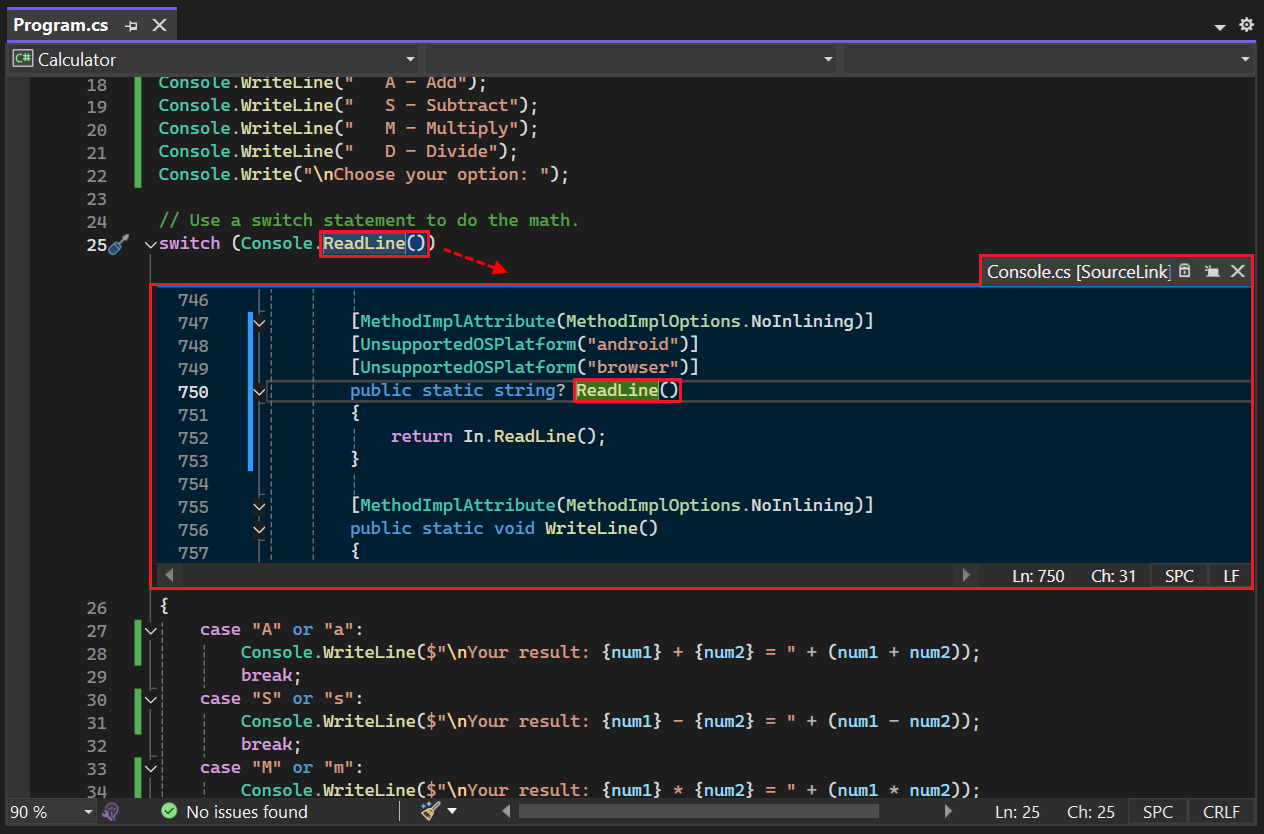 Program.cs
C# Calculator
18 Console.WriteLine("   A - Add");
19 Console.WriteLine("   S - Subtract");
20 Console.WriteLine("   M - Multiply");
21 Console.WriteLine("   D - Divide");
22 Console.Write("\nChoose your option: ");
23
24 // Use a switch statement to do the math.
25 switch (Console.ReadLine())
Console.cs [SourceLink]
746
747 [MethodImplAttribute(MethodImplOptions.NoInlining)]
748 [UnsupportedOSPlatform("android")]
749 [UnsupportedOSPlatform("browser")]
750 public static string? ReadLine()
751 {
752     return In.ReadLine();
753 }
754
755 [MethodImplAttribute(MethodImplOptions.NoInlining)]
756 public static void WriteLine()
757 {
Ln: 750 Ch: 31 SPC LF
26 {
27     case "A" or "a":
28         Console.WriteLine($"\nYour result: {num1} + {num2} = " + (num1 + num2));
29         break;
30     case "S" or "s":
31         Console.WriteLine($"\nYour result: {num1} - {num2} = " + (num1 - num2));
32         break;
33     case "M" or "m":
34         Console.WriteLine($"\nYour result: {num1} * {num2} = " + (num1 * num2));
90 % No issues found Ln: 25 Ch: 25 SPC CRLF